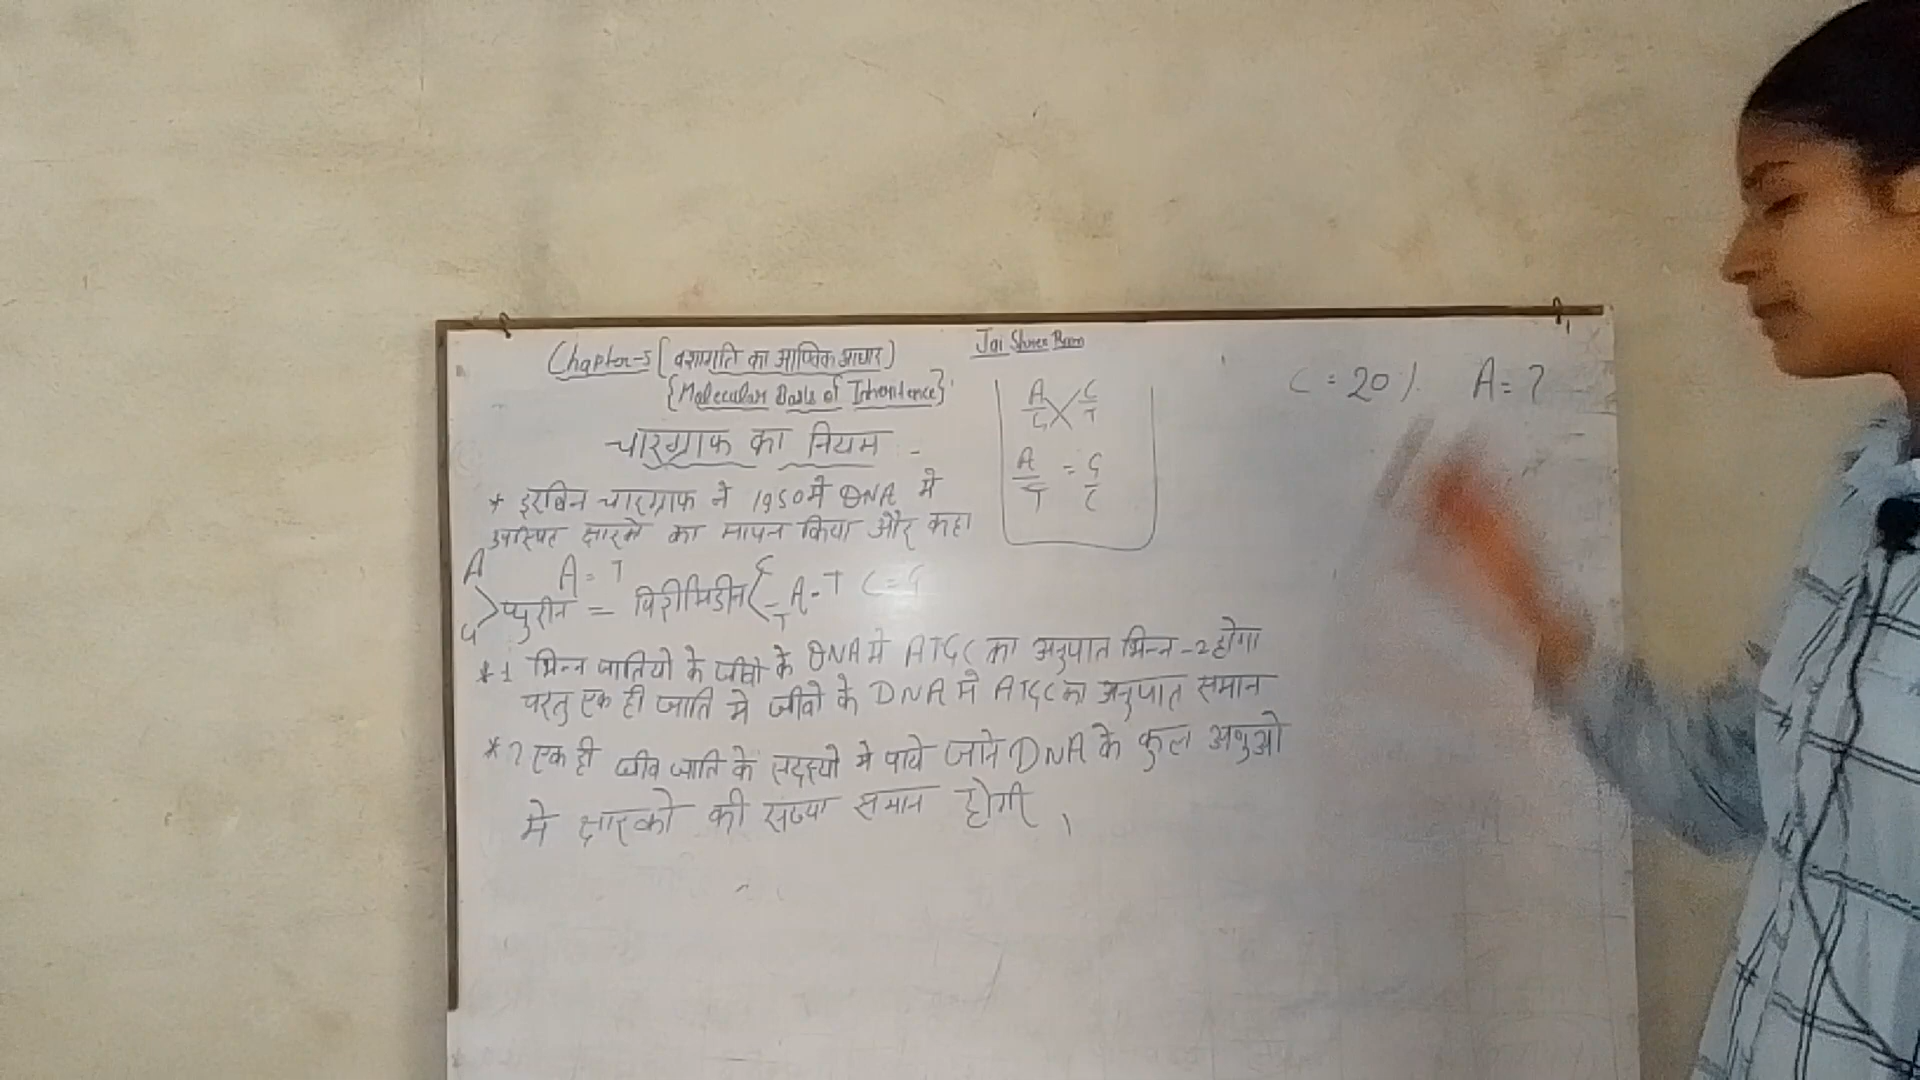 Chapter-5 [वंशागति का आण्विक आधार)
{Molecular Basis of Inheritence}
Jai Shree Ram
चारग्राफ का नियम -
* इरविन चारग्राफ ने 1950 मे DNA मे
उपस्थित क्षारको का मापन किया और कहा
A = T
A
G > प्युरीन = पिरीमिडीन < C T A = T C = G
*1 भिन्न जातियो के जीवो के DNA मे ATGC का अनुपात भिन्न-2 होगा
परंतु एक ही जाति मे जीवो के DNA मे ATGC का अनुपात समान
*2 एक ही जीव जाति के सदस्यो मे पाये जाने DNA के कुल अणुओ
मे क्षारको की संख्या समान होगी ,
A/G C/T
A/T = G/C
C = 20 %. A = ?